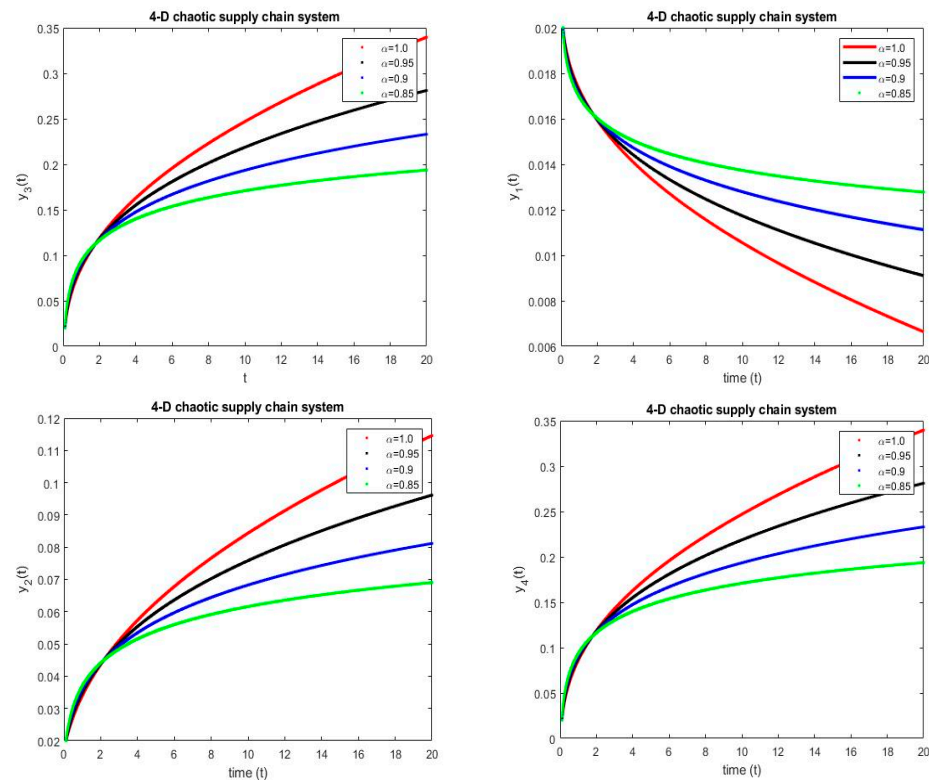 4-D chaotic supply chain system
0.35
0.3
0.25
0.2
0.15
0.1
0.05
0
y_3(t)
α=1.0
α=0.95
α=0.9
α=0.85
0 2 4 6 8 10 12 14 16 18 20
t
4-D chaotic supply chain system
0.02
0.018
0.016
0.014
0.012
0.01
0.008
0.006
y_1(t)
α=1.0
α=0.95
α=0.9
α=0.85
0 2 4 6 8 10 12 14 16 18 20
time (t)
4-D chaotic supply chain system
0.12
0.11
0.1
0.09
0.08
0.07
0.06
0.05
0.04
0.03
0.02
y_2(t)
α=1.0
α=0.95
α=0.9
α=0.85
0 2 4 6 8 10 12 14 16 18 20
time (t)
4-D chaotic supply chain system
0.35
0.3
0.25
0.2
0.15
0.1
0.05
0
y_4(t)
α=1.0
α=0.95
α=0.9
α=0.85
0 2 4 6 8 10 12 14 16 18 20
time (t)